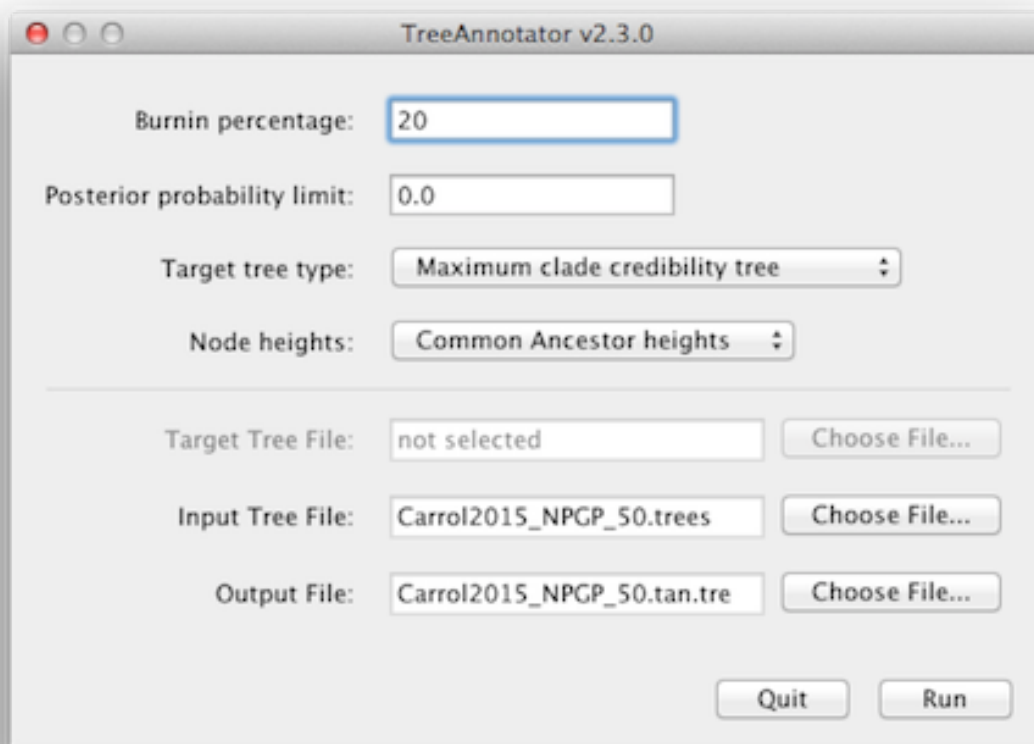 TreeAnnotator v2.3.0
Burnin percentage: 20
Posterior probability limit: 0.0
Target tree type: Maximum clade credibility tree
Node heights: Common Ancestor heights
Target Tree File: not selected Choose File...
Input Tree File: Carrol2015_NPGP_50.trees Choose File...
Output File: Carrol2015_NPGP_50.tan.tre Choose File...
Quit Run